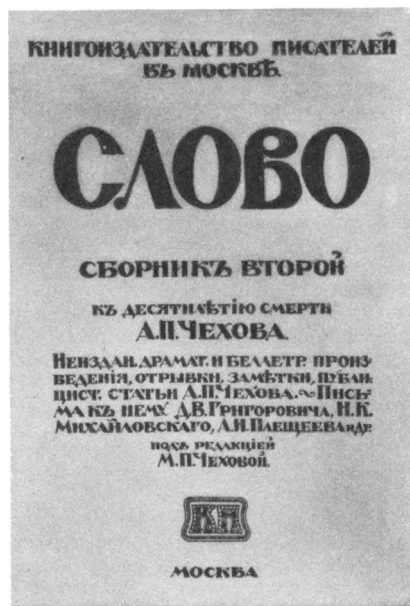 КНИГОИЗДАТЕЛЬСТВО ПИСАТЕЛЕЙ
ВЪ МОСКВѢ.
СЛОВО
СБОРНИКЪ ВТОРОЙ
КЪ ДЕСЯТИЛѢТІЮ СМЕРТИ
А.П.ЧЕХОВА.
НЕИЗДАН. ДРАМАТ. И БЕЛЛЕТР. ПРОИЗ-
ВЕДЕНІЯ, ОТРЫВКИ, ЗАМѢТКИ, ПУБЛИ-
ЦИСТ. СТАТЬИ А.П.ЧЕХОВА.~ПИСЬ-
МА КЪ НЕМУ Д.В.ГРИГОРОВИЧА, Н.К.
МИХАЙЛОВСКАГО, А.Н.ПЛЕЩЕЕВА И ДР.
ПОДЪ РЕДАКЦІЕЙ
М.П.ЧЕХОВОЙ.
КП
МОСКВА